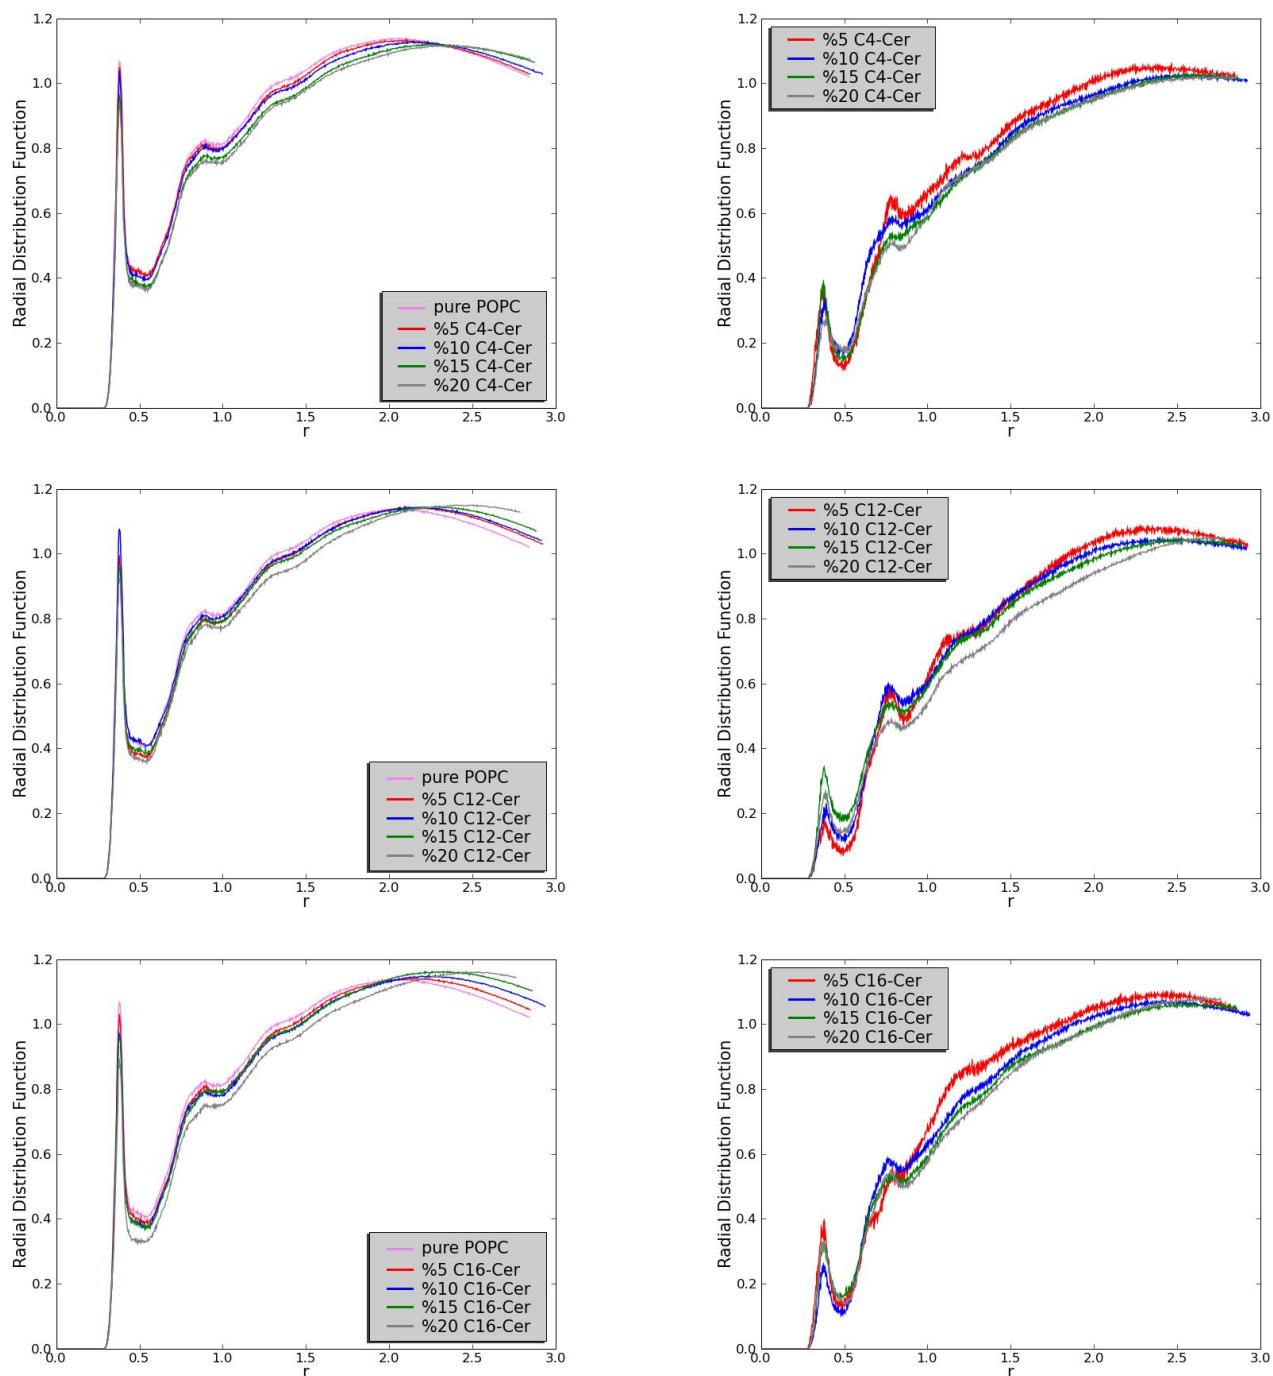 1.2
1.0
0.8
0.6
0.4
0.2
0.0
Radial Distribution Function
pure POPC
%5 C4-Cer
%10 C4-Cer
%15 C4-Cer
%20 C4-Cer
0.0 0.5 1.0 1.5 2.0 2.5 3.0
r
1.2
1.0
0.8
0.6
0.4
0.2
0.0
Radial Distribution Function
%5 C4-Cer
%10 C4-Cer
%15 C4-Cer
%20 C4-Cer
0.0 0.5 1.0 1.5 2.0 2.5 3.0
r
1.2
1.0
0.8
0.6
0.4
0.2
0.0
Radial Distribution Function
pure POPC
%5 C12-Cer
%10 C12-Cer
%15 C12-Cer
%20 C12-Cer
0.0 0.5 1.0 1.5 2.0 2.5 3.0
r
1.2
1.0
0.8
0.6
0.4
0.2
0.0
Radial Distribution Function
%5 C12-Cer
%10 C12-Cer
%15 C12-Cer
%20 C12-Cer
0.0 0.5 1.0 1.5 2.0 2.5 3.0
r
1.2
1.0
0.8
0.6
0.4
0.2
0.0
Radial Distribution Function
pure POPC
%5 C16-Cer
%10 C16-Cer
%15 C16-Cer
%20 C16-Cer
0.0 0.5 1.0 1.5 2.0 2.5 3.0
r
1.2
1.0
0.8
0.6
0.4
0.2
0.0
Radial Distribution Function
%5 C16-Cer
%10 C16-Cer
%15 C16-Cer
%20 C16-Cer
0.0 0.5 1.0 1.5 2.0 2.5 3.0
r